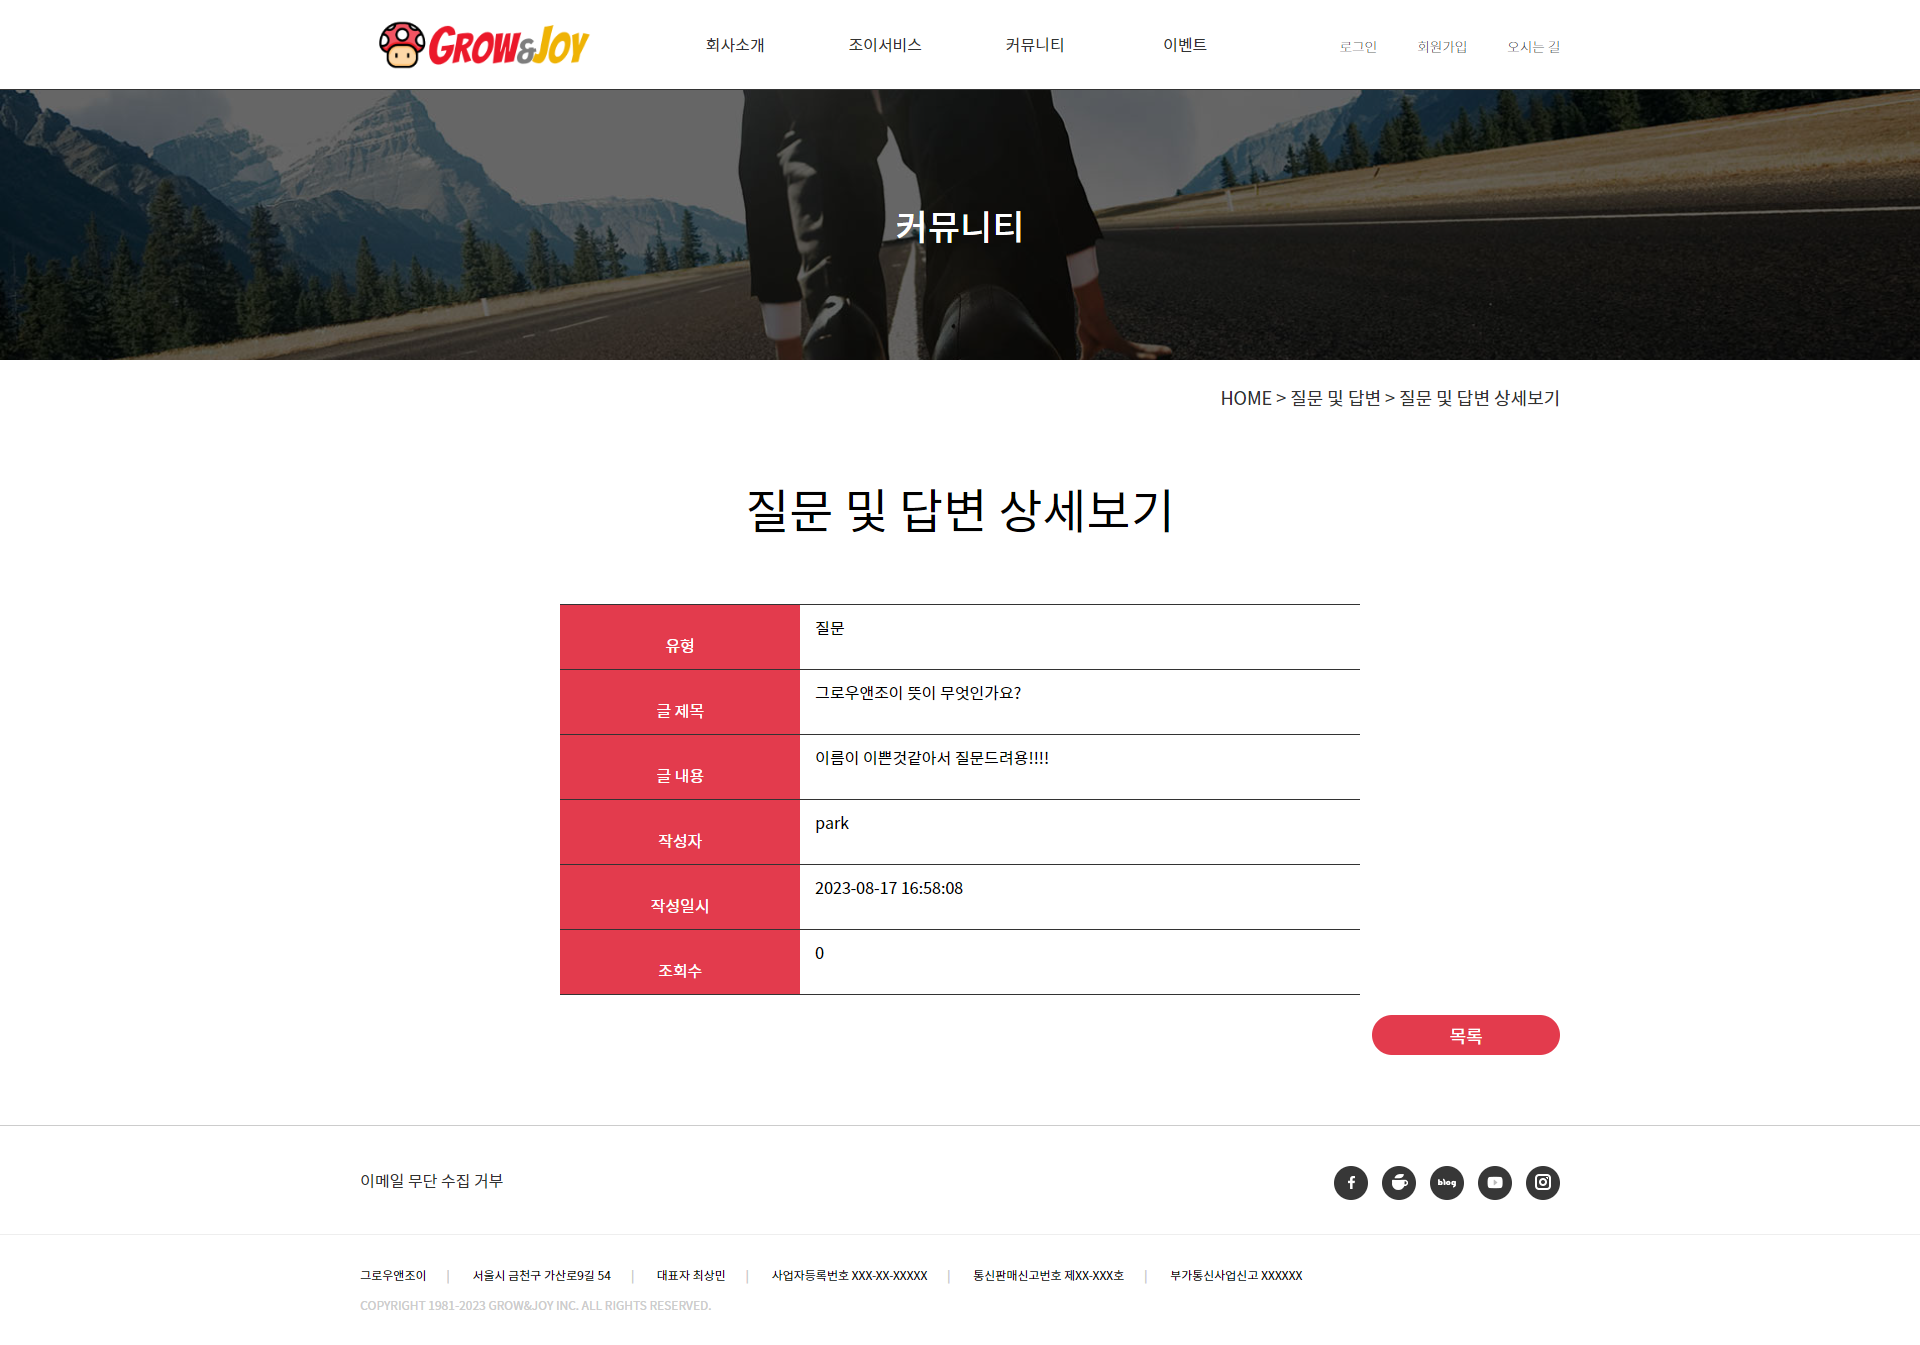 GROW&JOY
회사소개
조이서비스
커뮤니티
이벤트
로그인
회원가입
오시는 길
커뮤니티
HOME > 질문 및 답변 > 질문 및 답변 상세보기
질문 및 답변 상세보기
유형
질문
글 제목
그로우앤조이 뜻이 무엇인가요?
글 내용
이름이 이쁜것같아서 질문드려용!!!!
작성자
park
작성일시
2023-08-17 16:58:08
조회수
0
목록
이메일 무단 수집 거부
blog
그로우앤조이 | 서울시 금천구 가산로9길 54 | 대표자 최상민 | 사업자등록번호 XXX-XX-XXXXX | 통신판매신고번호 제XX-XXX호 | 부가통신사업신고 XXXXXX
COPYRIGHT 1981-2023 GROW&JOY INC. ALL RIGHTS RESERVED.